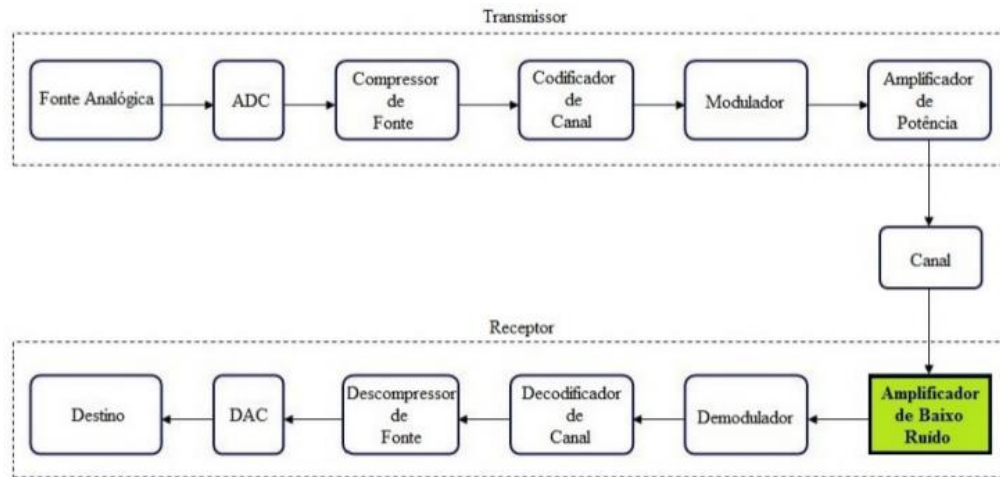 Transmissor
Fonte Analógica
ADC
Compressor
de
Fonte
Codificador
de
Canal
Modulador
Amplificador
de
Potência
Canal
Receptor
Destino
DAC
Descompressor
de
Fonte
Decodificador
de
Canal
Demodulador
Amplificador
de Baixo
Ruído